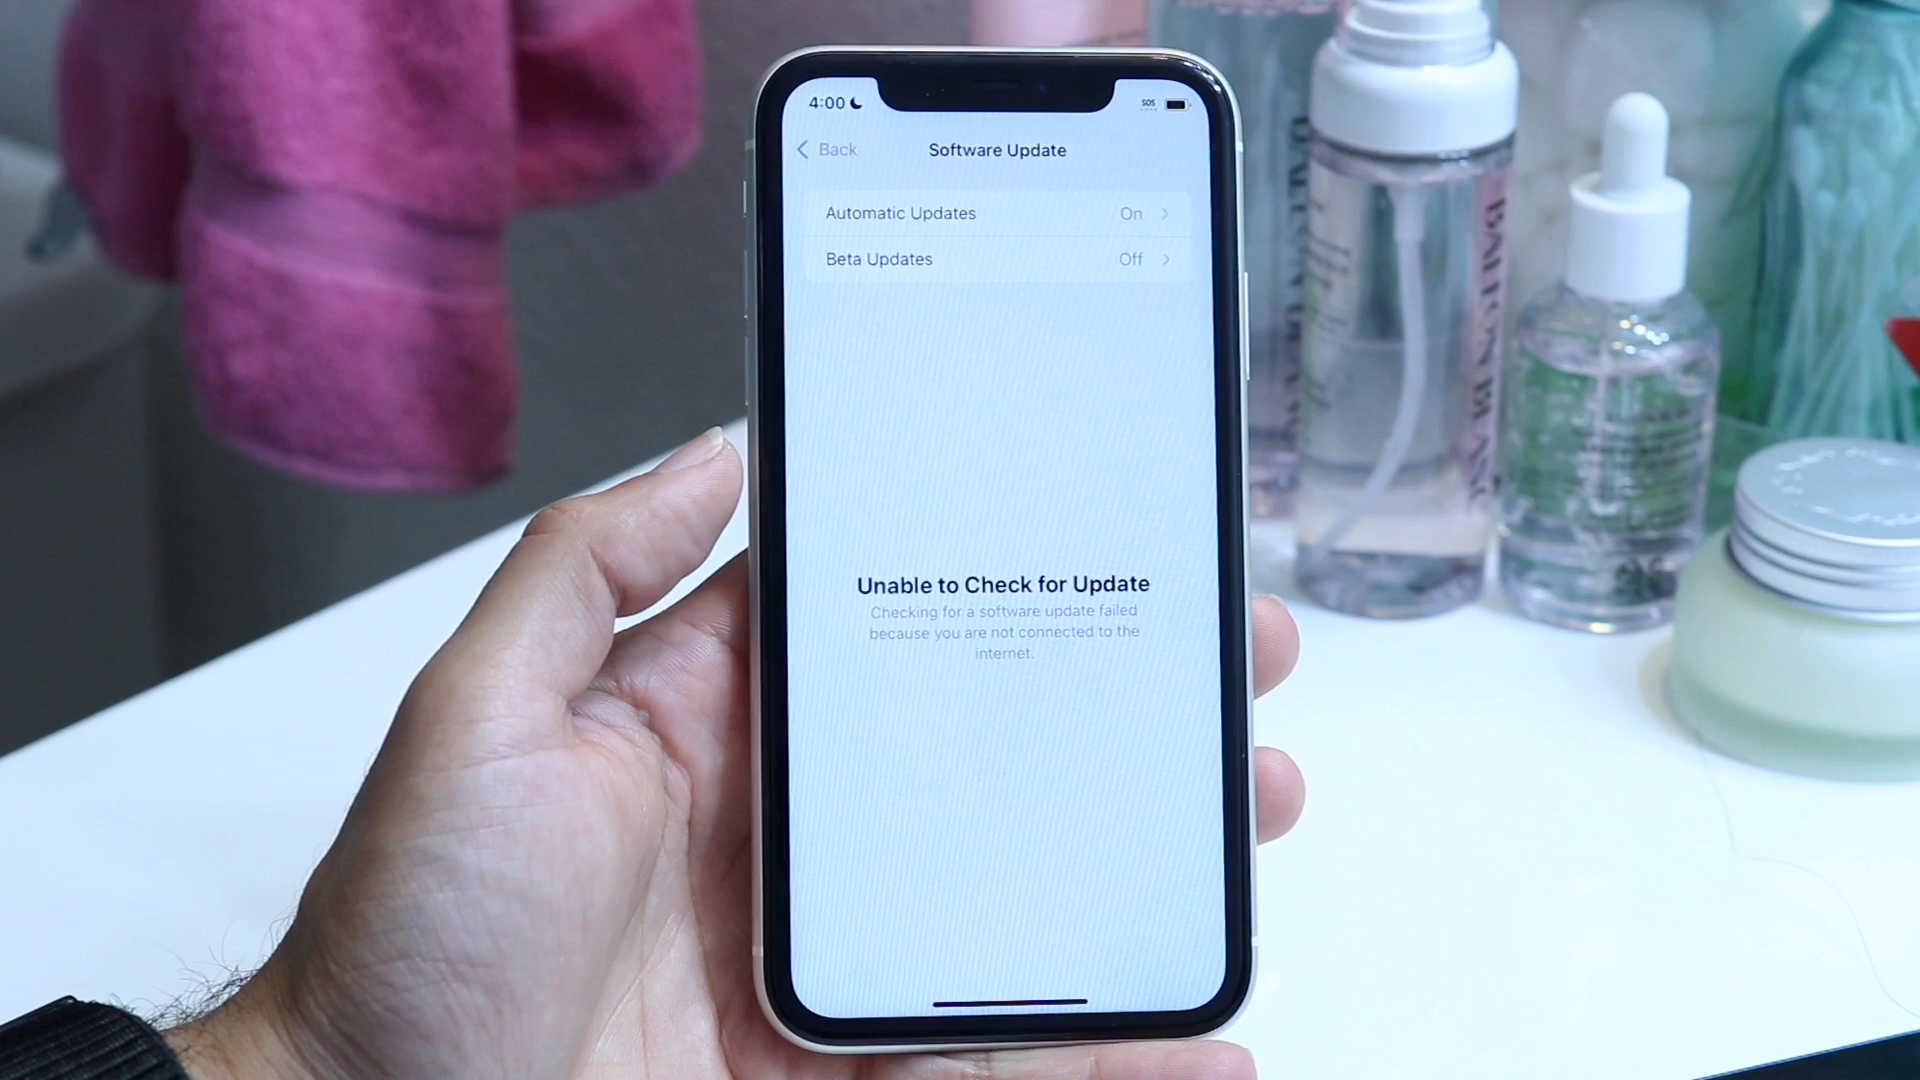 4:00
SOS
Back
Software Update
Automatic Updates
On
Beta Updates
Off
Unable to Check for Update
Checking for a software update failed
because you are not connected to the
internet.